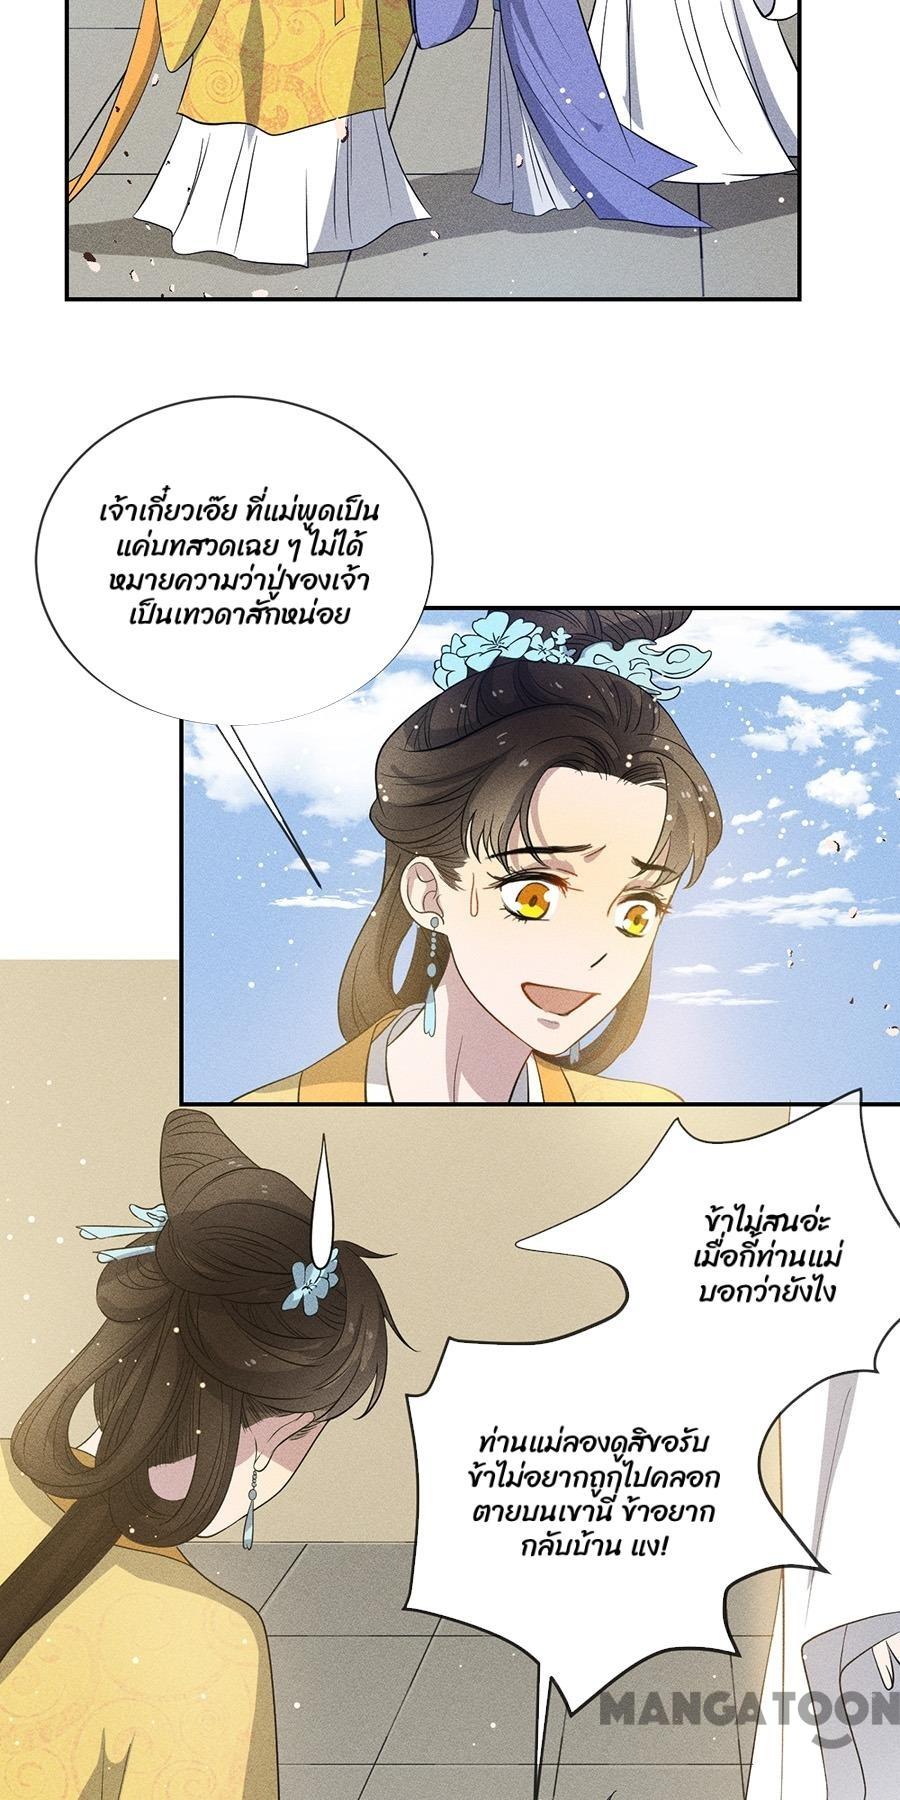 เจ้าเกี๋ยวเอ๊ย ที่แม่พูดเป็น
แค่บทสวดเฉย ๆ ไม่ได้
หมายความว่าปู่ของเจ้า
เป็นเทวดาสักหน่อย
ข้าไม่สนอ่ะ
เมื่อกี้ท่านแม่
บอกว่ายังไง
ท่านแม่ลองดูสิขอรับ
ข้าไม่อยากถูกไปคลอก
ตายบนเขานี่ ข้าอยาก
กลับบ้าน แง!
MANGATOON